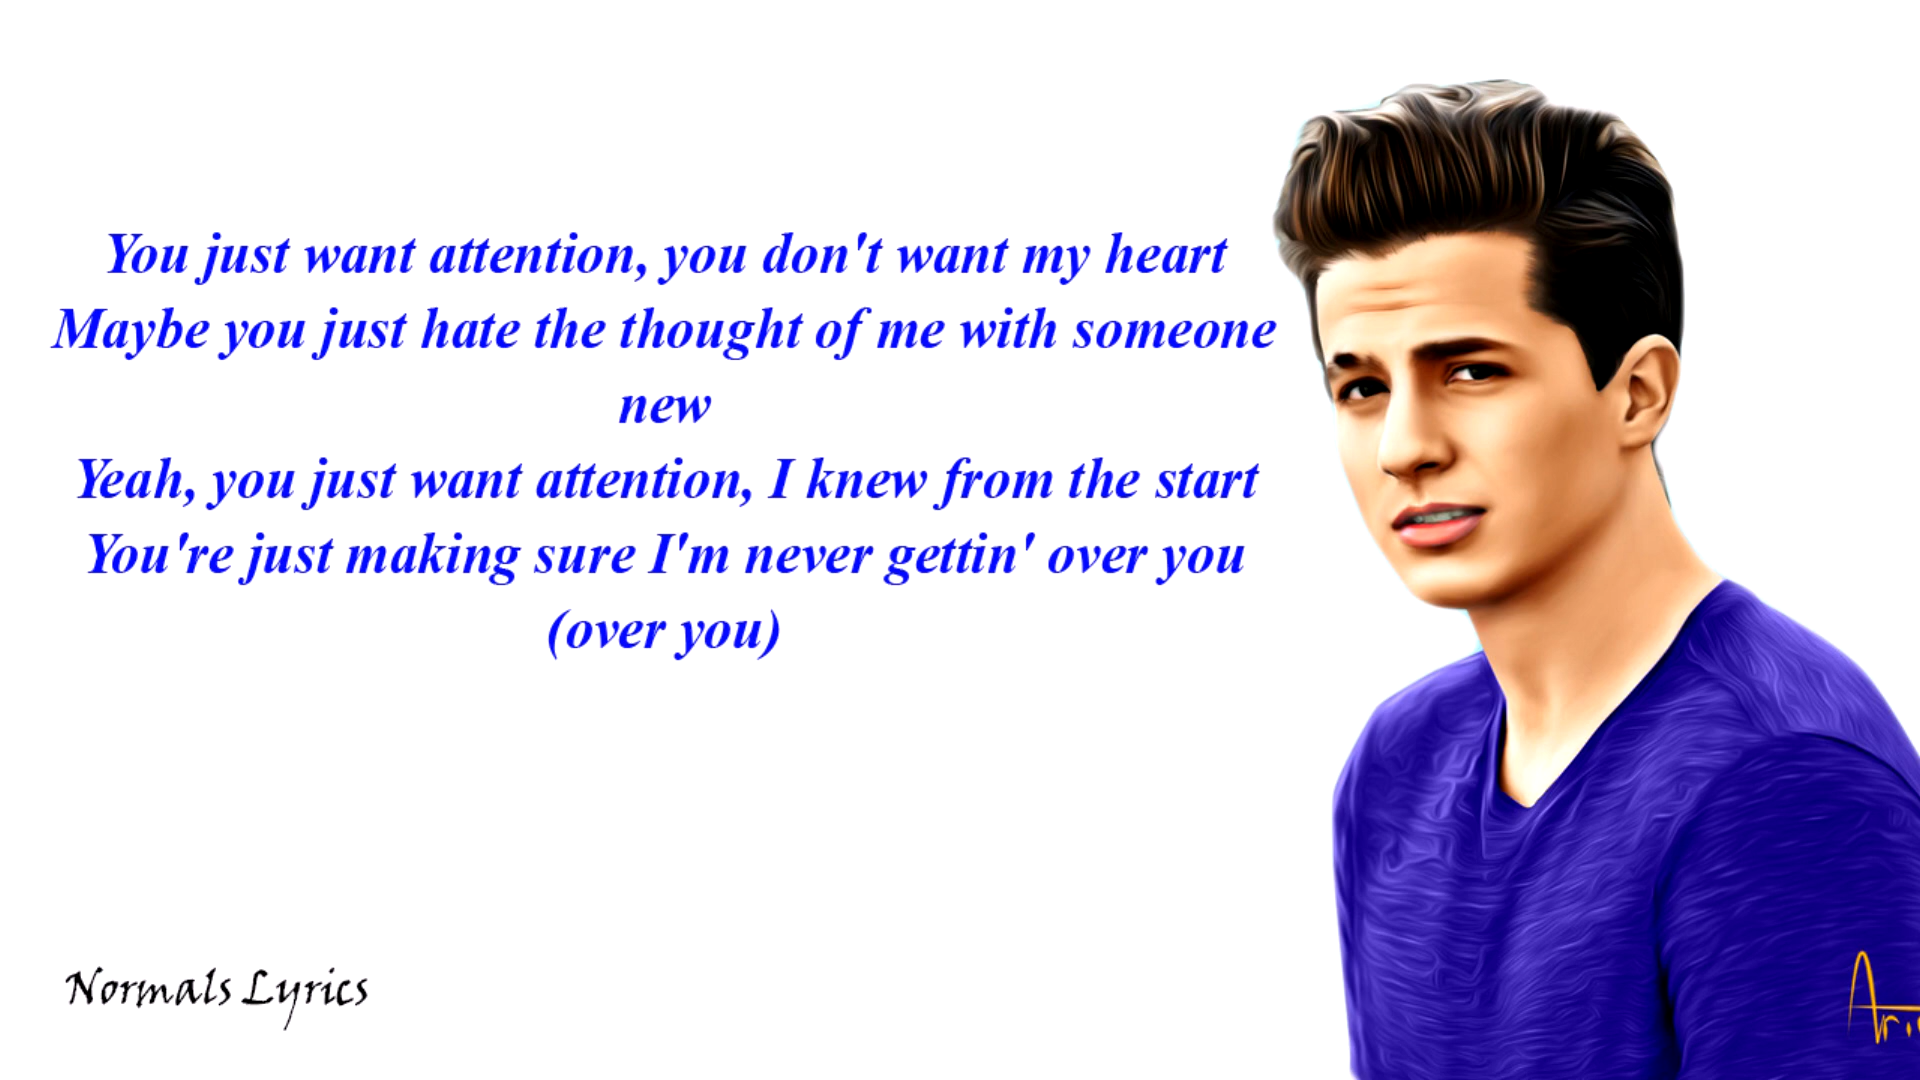 You just want attention, you don't want my heart
Maybe you just hate the thought of me with someone
new
Yeah, you just want attention, I knew from the start
You're just making sure I'm never gettin' over you
(over you)
Normals Lyrics